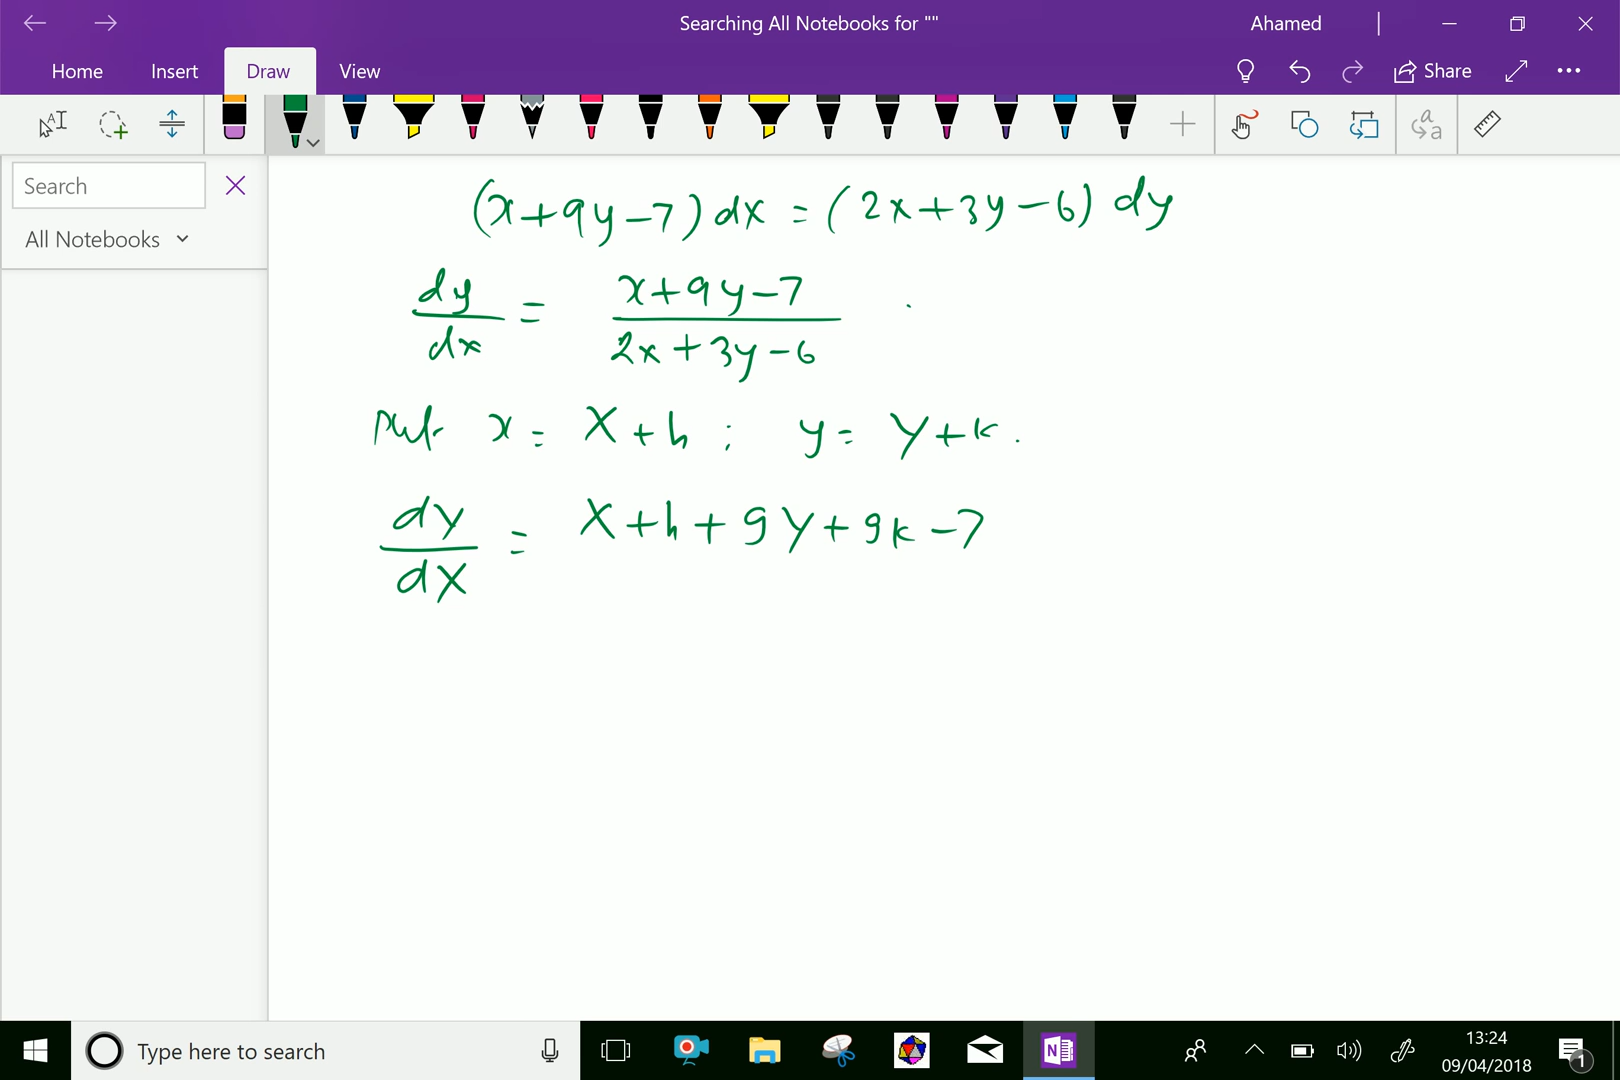 Searching All Notebooks for ""
Ahamed
Home Insert Draw View
Share
Search
All Notebooks
(x+9y-7)dx=(2x+3y-6)dy
dy/dx = x+9y-7/2x+3y-6
put x = X+h ; y = Y+k.
dY/dX = X+h+9Y+9k-7
Type here to search
13:24
09/04/2018
1